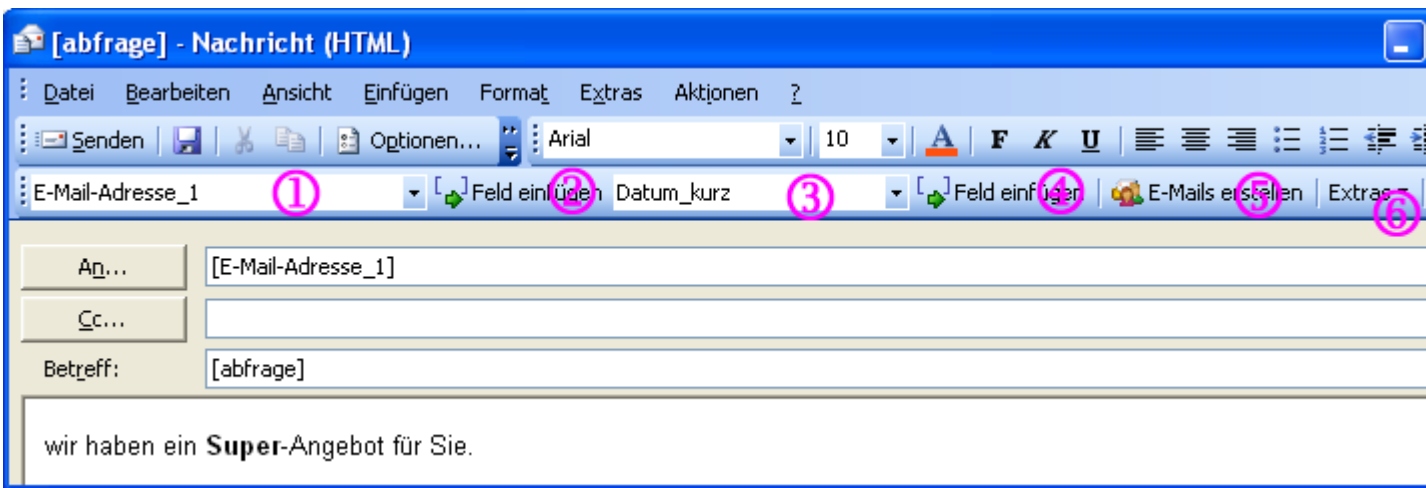 [abfrage] - Nachricht (HTML)
Datei Bearbeiten Ansicht Einfügen Format Extras Aktionen ?
Senden Optionen... Arial 10 A F K U
E-Mail-Adresse_1 ① Feld einfügen ② Datum_kurz ③ Feld einfügen ④ E-Mails erstellen ⑤ Extras ⑥
An... [E-Mail-Adresse_1]
Cc...
Betreff: [abfrage]
wir haben ein Super-Angebot für Sie.